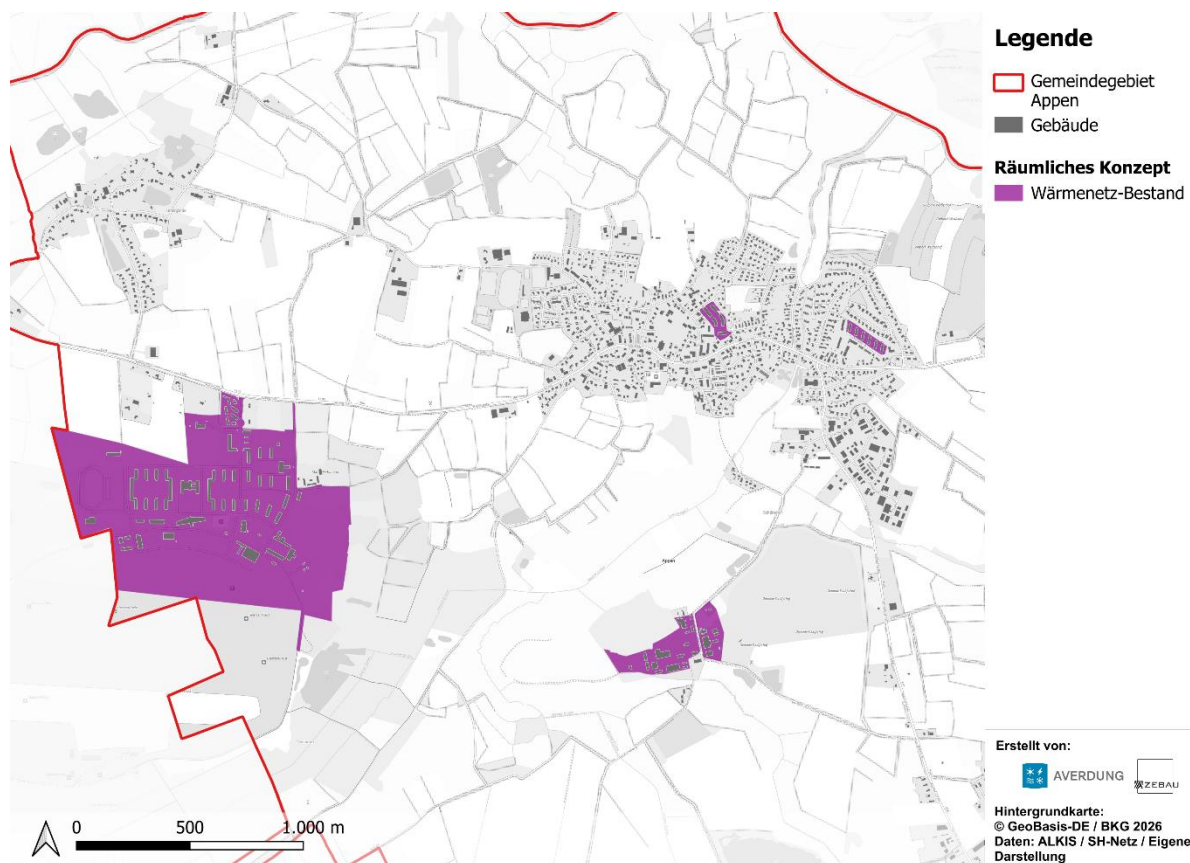 Legende
Gemeindegebiet
Appen
Gebäude
Räumliches Konzept
Wärmenetz-Bestand
Appen
0 500 1.000 m
Erstellt von:
AVERDUNG
ZEBAU
Hintergrundkarte:
© GeoBasis-DE / BKG 2026
Daten: ALKIS / SH-Netz / Eigene
Darstellung